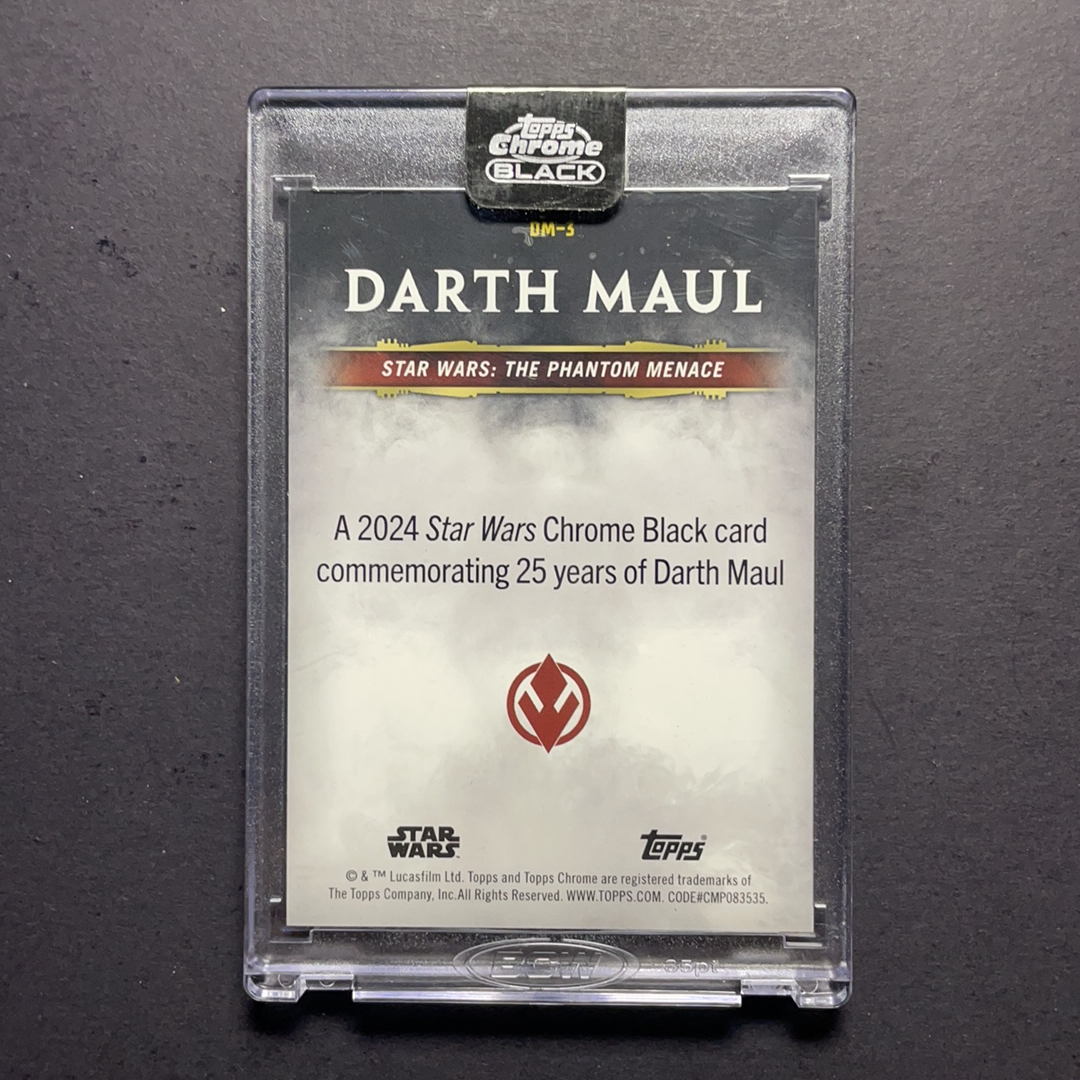 Topps
Chrome
BLACK
DM-3
DARTH MAUL
STAR WARS: THE PHANTOM MENACE
A 2024 Star Wars Chrome Black card
commemorating 25 years of Darth Maul
STAR
WARS
Topps®
© & ™ Lucasfilm Ltd. Topps and Topps Chrome are registered trademarks of
The Topps Company, Inc.All Rights Reserved. WWW.TOPPS.COM. CODE#CMP083535.
BCW 35pt